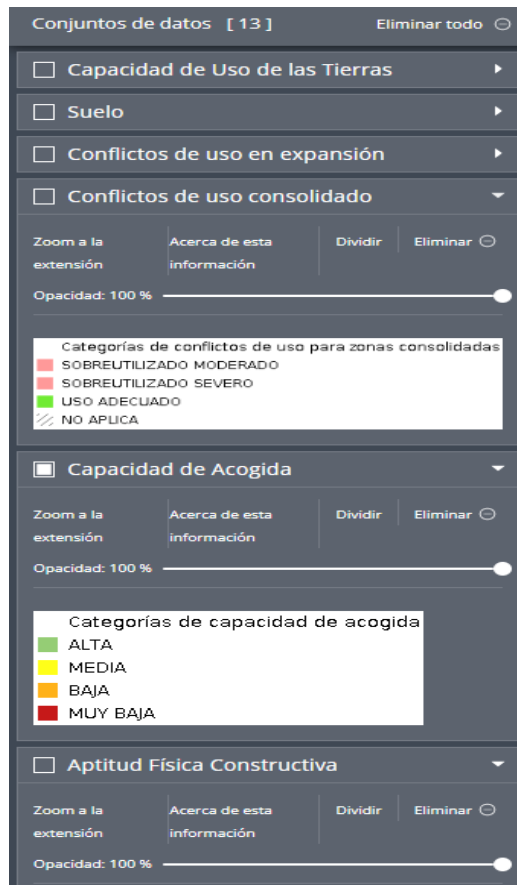 Conjuntos de datos [13] Eliminar todo
Capacidad de Uso de las Tierras
Suelo
Conflictos de uso en expansión
Conflictos de uso consolidado
Zoom a la extensión Acerca de esta información Dividir Eliminar
Opacidad: 100 %
Categorías de conflictos de uso para zonas consolidadas
SOBREUTILIZADO MODERADO
SOBREUTILIZADO SEVERO
USO ADECUADO
NO APLICA
Capacidad de Acogida
Zoom a la extensión Acerca de esta información Dividir Eliminar
Opacidad: 100 %
Categorías de capacidad de acogida
ALTA
MEDIA
BAJA
MUY BAJA
Aptitud Física Constructiva
Zoom a la extensión Acerca de esta información Dividir Eliminar
Opacidad: 100 %